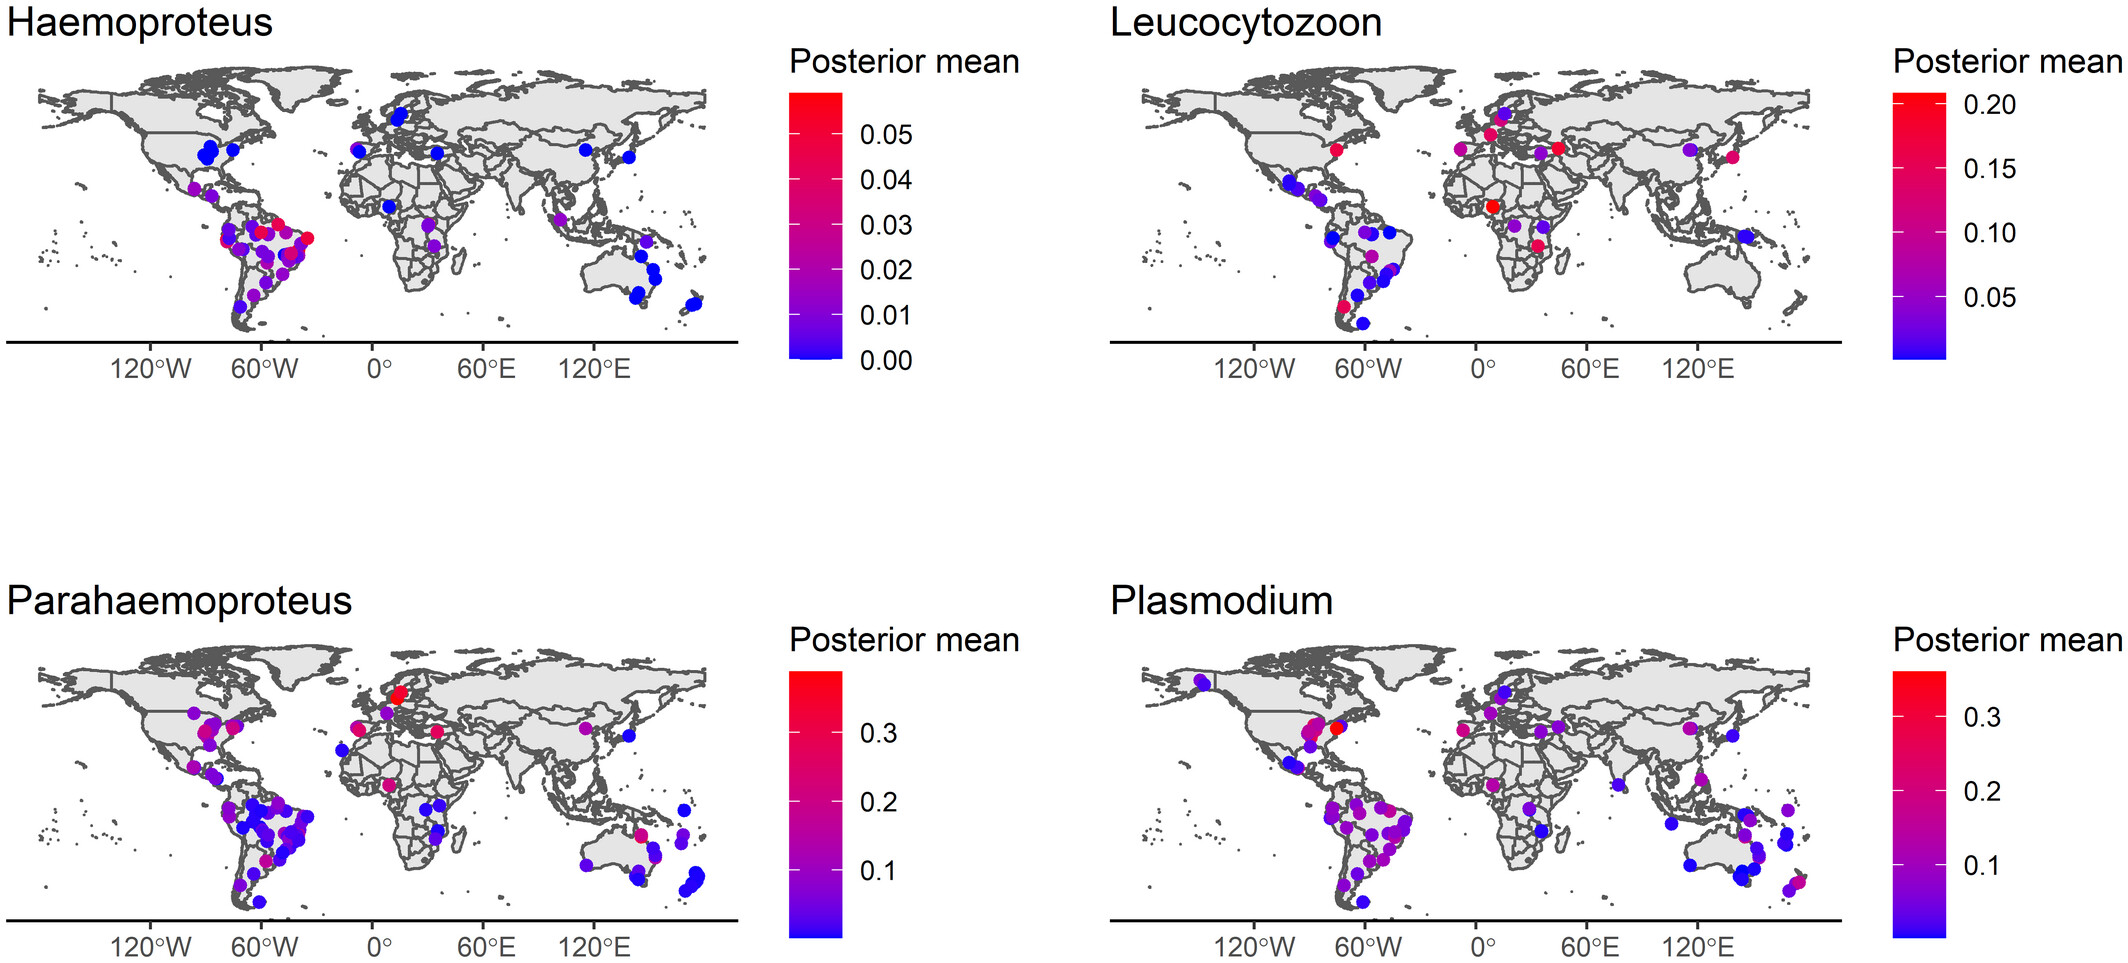 Haemoproteus
Posterior mean
0.05
0.04
0.03
0.02
0.01
0.00
120°W 60°W 0° 60°E 120°E
Leucocytozoon
Posterior mean
0.20
0.15
0.10
0.05
120°W 60°W 0° 60°E 120°E
Parahaemoproteus
Posterior mean
0.3
0.2
0.1
120°W 60°W 0° 60°E 120°E
Plasmodium
Posterior mean
0.3
0.2
0.1
120°W 60°W 0° 60°E 120°E